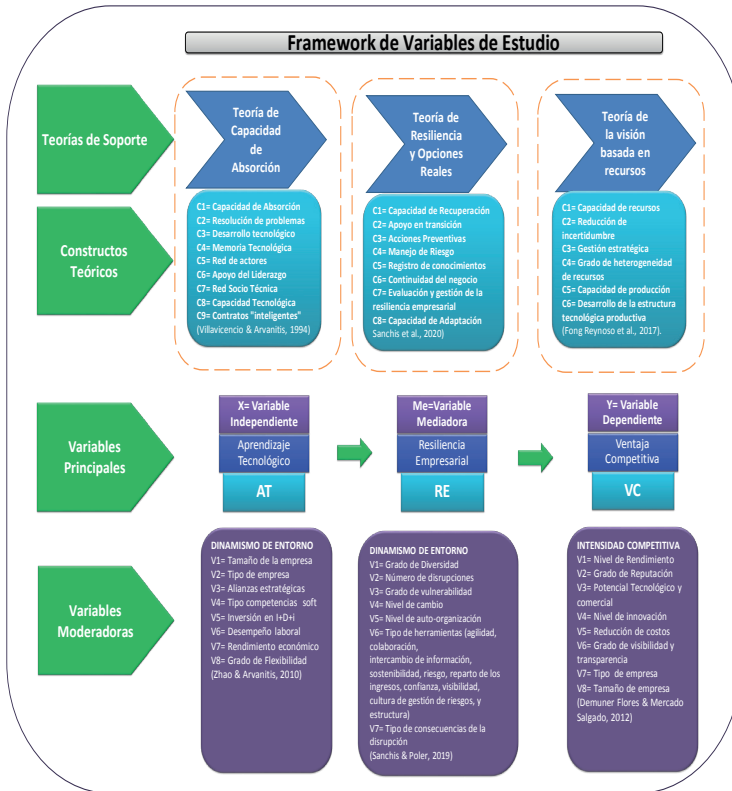 Framework de Variables de Estudio
Teorías de Soporte
Teoría de
Capacidad
de
Absorción
Teoría de
Resiliencia
y Opciones
Reales
Teoría de
la visión
basada en
recursos
Constructos
Teóricos
C1= Capacidad de Absorción
C2= Resolución de problemas
C3= Desarrollo tecnológico
C4= Memoria Tecnológica
C5= Red de actores
C6= Apoyo del Liderazgo
C7= Red Socio Técnica
C8= Capacidad Tecnológica
C9= Contratos "inteligentes"
(Villavicencio & Arvanitis, 1994)
C1= Capacidad de Recuperación
C2= Apoyo en transición
C3= Acciones Preventivas
C4= Manejo de Riesgo
C5= Registro de conocimientos
C6= Continuidad del negocio
C7= Evaluación y gestión de la
resiliencia empresarial
C8= Capacidad de Adaptación
Sanchis et al., 2020)
C1= Capacidad de recursos
C2= Reducción de
incertidumbre
C3= Gestión estratégica
C4= Grado de heterogeneidad
de recursos
C5= Capacidad de producción
C6= Desarrollo de la estructura
tecnológica productiva
(Fong Reynoso et al., 2017).
Variables
Principales
X= Variable
Independiente
Aprendizaje
Tecnológico
AT
Me=Variable
Mediadora
Resiliencia
Empresarial
RE
Y= Variable
Dependiente
Ventaja
Competitiva
VC
Variables
Moderadoras
DINAMISMO DE ENTORNO
V1= Tamaño de la empresa
V2= Tipo de empresa
V3= Alianzas estratégicas
V4= Tipo competencias soft
V5= Inversión en I+D+i
V6= Desempeño laboral
V7= Rendimiento económico
V8= Grado de Flexibilidad
(Zhao & Arvanitis, 2010)
DINAMISMO DE ENTORNO
V1= Grado de Diversidad
V2= Número de disrupciones
V3= Grado de vulnerabilidad
V4= Nivel de cambio
V5= Nivel de auto-organización
V6= Tipo de herramientas (agilidad,
colaboración,
intercambio de información,
sostenibilidad, riesgo, reparto de los
ingresos, confianza, visibilidad,
cultura de gestión de riesgos, y
estructura)
V7= Tipo de consecuencias de la
disrupción
(Sanchis & Poler, 2019)
INTENSIDAD COMPETITIVA
V1= Nivel de Rendimiento
V2= Grado de Reputación
V3= Potencial Tecnológico y
comercial
V4= Nivel de innovación
V5= Reducción de costos
V6= Grado de visibilidad y
transparencia
V7= Tipo de empresa
V8= Tamaño de empresa
(Demuner Flores & Mercado
Salgado, 2012)